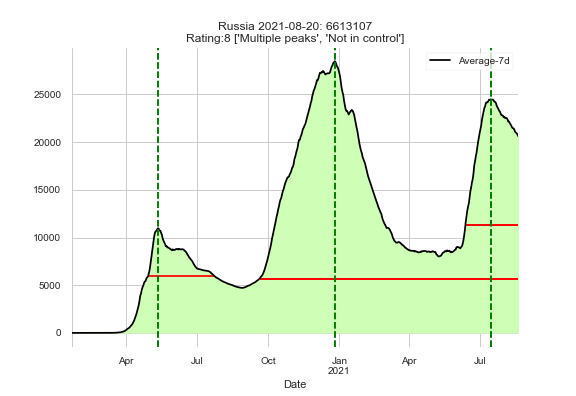 Russia 2021-08-20: 6613107
Rating:8 ['Multiple peaks', 'Not in control']
Average-7d
25000
20000
15000
10000
5000
0
Apr Jul Oct Jan Apr Jul
2021
Date